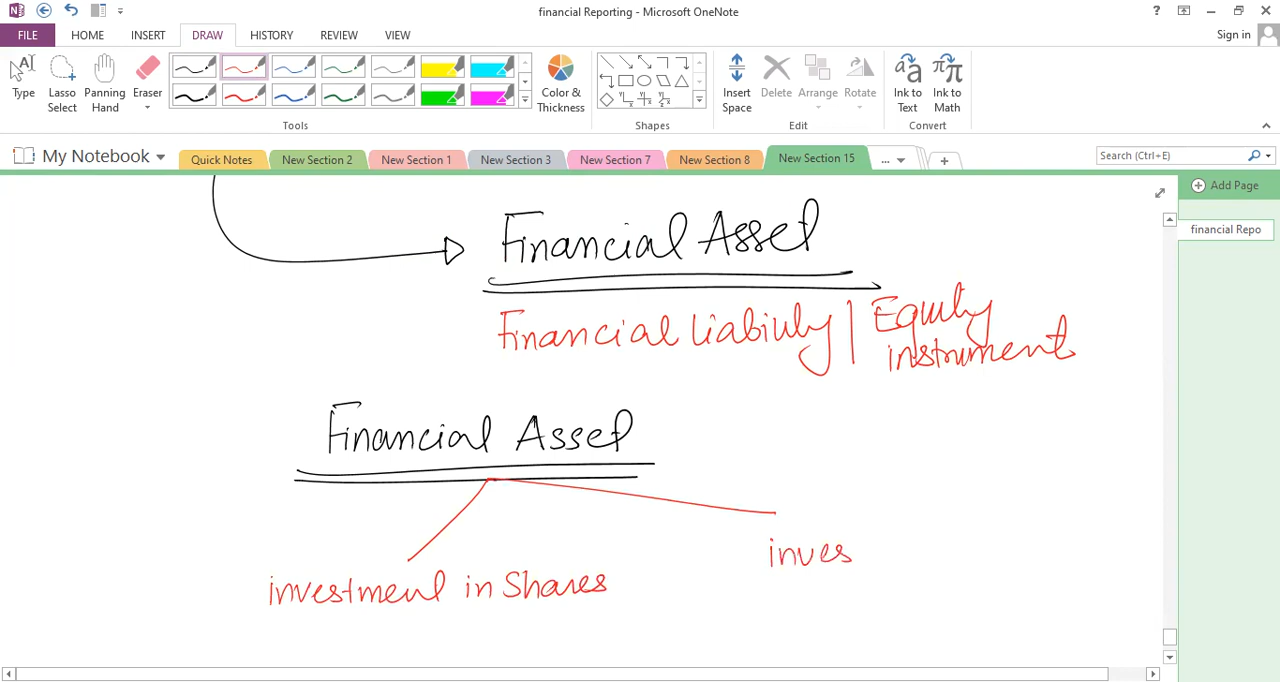 financial Reporting - Microsoft OneNote
?
Sign in
FILE HOME INSERT DRAW HISTORY REVIEW VIEW
Type
Lasso Select
Panning Hand
Eraser
Color & Thickness
Insert Space
Delete
Arrange
Rotate
Ink to Text
Ink to Math
Tools
Shapes
Edit
Convert
My Notebook
Quick Notes
New Section 2
New Section 1
New Section 3
New Section 7
New Section 8
New Section 15
...
Search (Ctrl+E)
Add Page
financial Repo
Financial Asset
Financial liability | Equity
instrument
Financial Asset
inves
investment in Shares